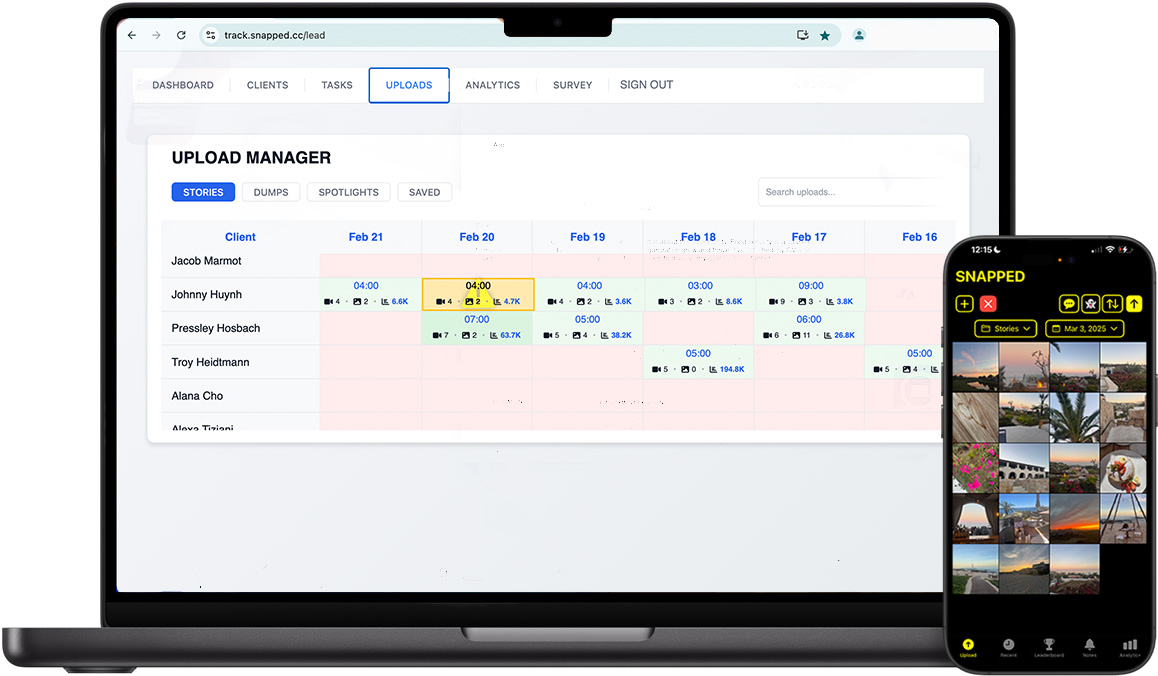 track.snapped.cc/lead
DASHBOARD CLIENTS TASKS UPLOADS ANALYTICS SURVEY SIGN OUT
UPLOAD MANAGER
STORIES DUMPS SPOTLIGHTS SAVED Search uploads...
Client Feb 21 Feb 20 Feb 19 Feb 18 Feb 17 Feb 16
Jacob Marmot
Johnny Huynh 04:00 04:00 04:00 03:00 09:00
4 · 2 · 6.6K 4 · 2 · 4.7K 4 · 2 · 3.6K 3 · 2 · 8.6K 9 · 3 · 3.8K
Pressley Hosbach 07:00 05:00 06:00
7 · 2 · 63.7K 5 · 4 · 38.2K 6 · 11 · 26.8K
Troy Heidtmann 05:00 05:00
5 · 0 · 194.8K 5 · 4 ·
Alana Cho
Alexa Tiziani
12:15
SNAPPED
Stories Mar 3, 2025
Upload Recent Leaderboard Notes Analytics